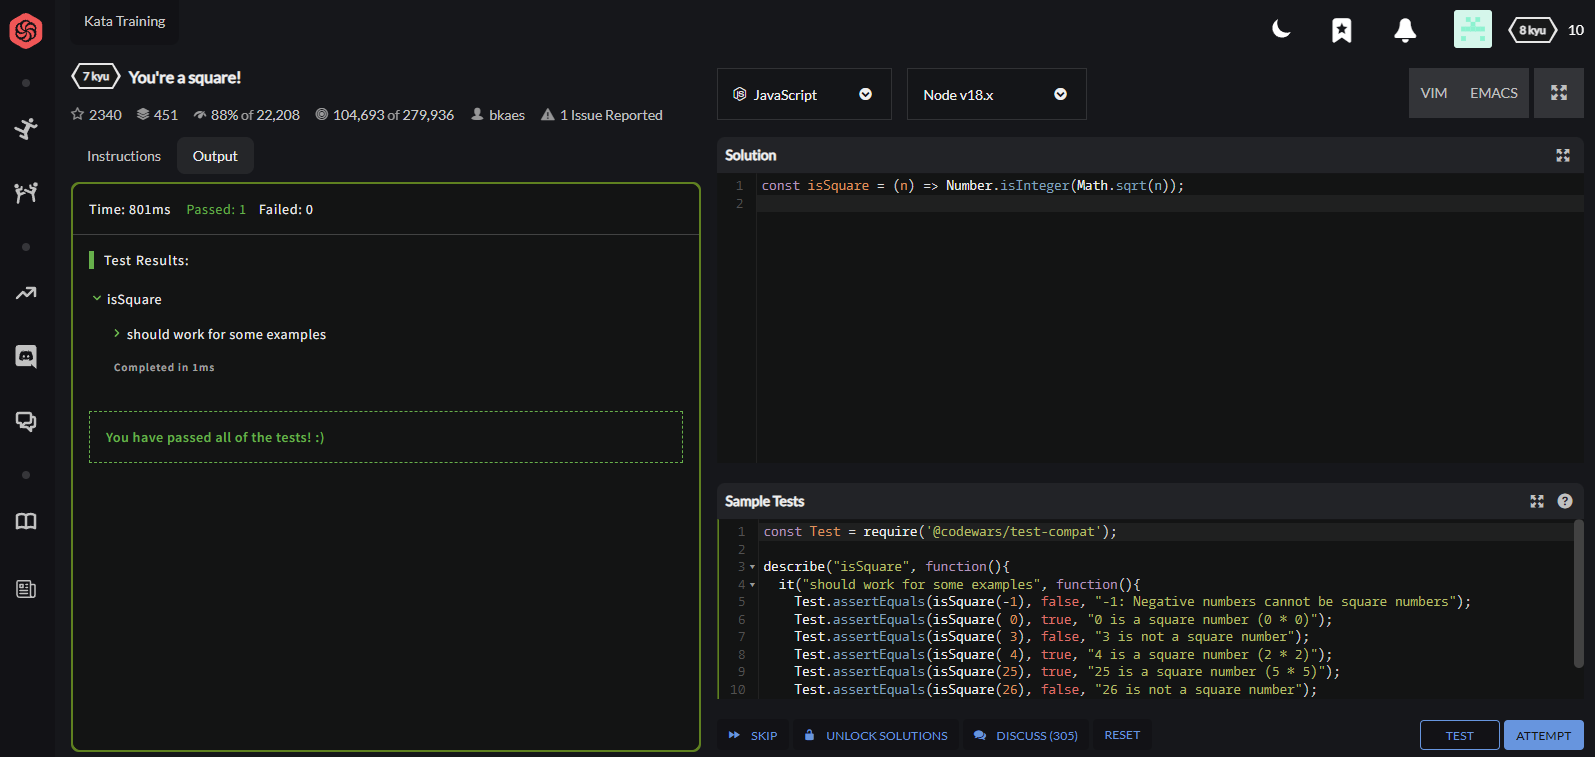 Kata Training
8 kyu 10
7 kyu You're a square!
2340 451 88% of 22,208 104,693 of 279,936 bkaes 1 Issue Reported
Instructions Output
Time: 801ms Passed: 1 Failed: 0
Test Results:
isSquare
should work for some examples
Completed in 1ms
You have passed all of the tests! :)
JavaScript Node v18.x VIM EMACS
Solution
1 const isSquare = (n) => Number.isInteger(Math.sqrt(n));
2
Sample Tests
1 const Test = require('@codewars/test-compat');
2
3 describe("isSquare", function(){
4 it("should work for some examples", function(){
5 Test.assertEquals(isSquare(-1), false, "-1: Negative numbers cannot be square numbers");
6 Test.assertEquals(isSquare( 0), true, "0 is a square number (0 * 0)");
7 Test.assertEquals(isSquare( 3), false, "3 is not a square number");
8 Test.assertEquals(isSquare( 4), true, "4 is a square number (2 * 2)");
9 Test.assertEquals(isSquare(25), true, "25 is a square number (5 * 5)");
10 Test.assertEquals(isSquare(26), false, "26 is not a square number");
SKIP UNLOCK SOLUTIONS DISCUSS (305) RESET TEST ATTEMPT